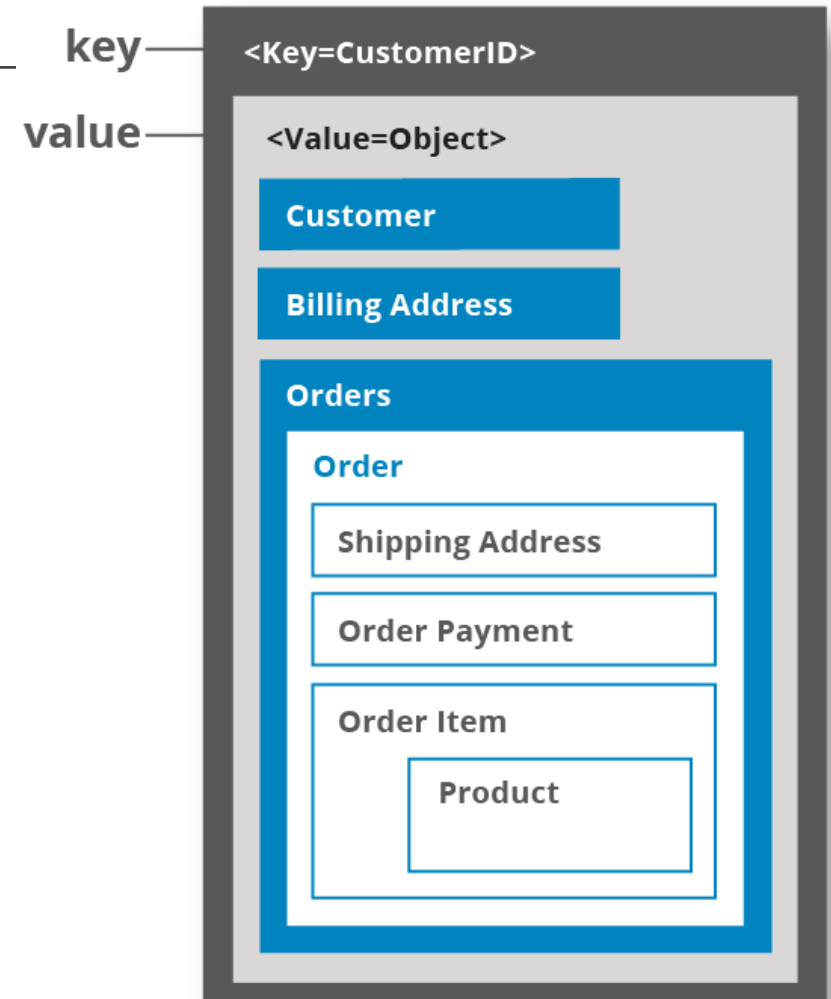 key
<Key=CustomerID>
value
<Value=Object>
Customer
Billing Address
Orders
Order
Shipping Address
Order Payment
Order Item
Product